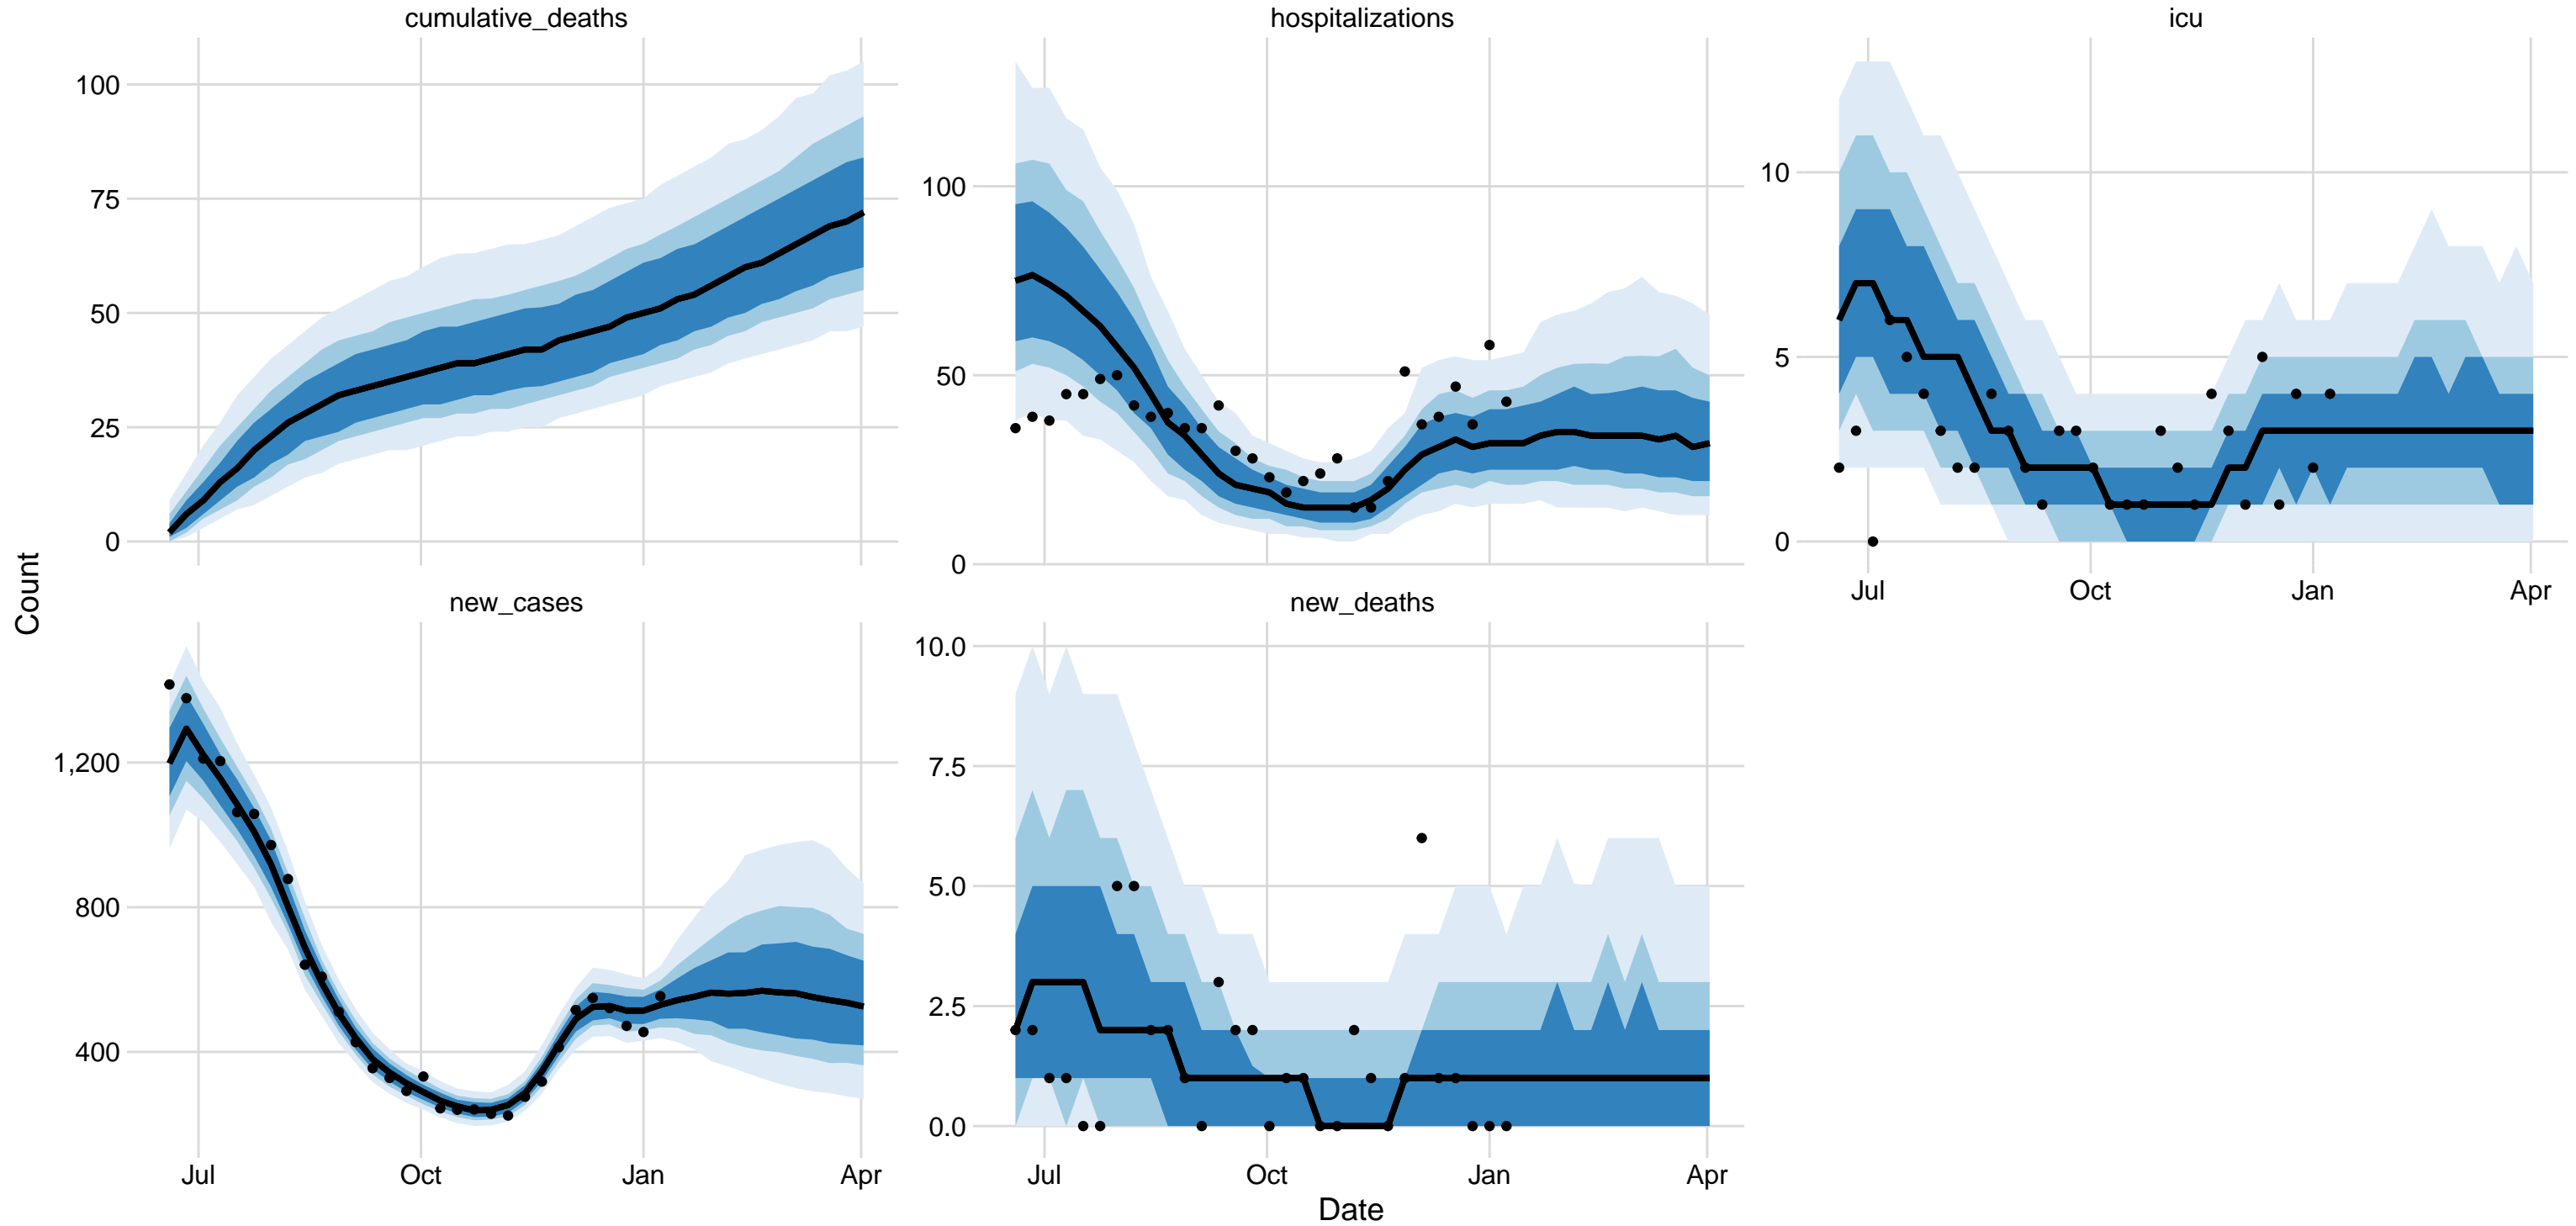 cumulative_deaths
100
75
50
25
0
hospitalizations
100
50
0
icu
10
5
0
Jul Oct Jan Apr
Count
new_cases
1,200
800
400
Jul Oct Jan Apr
new_deaths
10.0
7.5
5.0
2.5
0.0
Jul Oct Jan Apr
Date